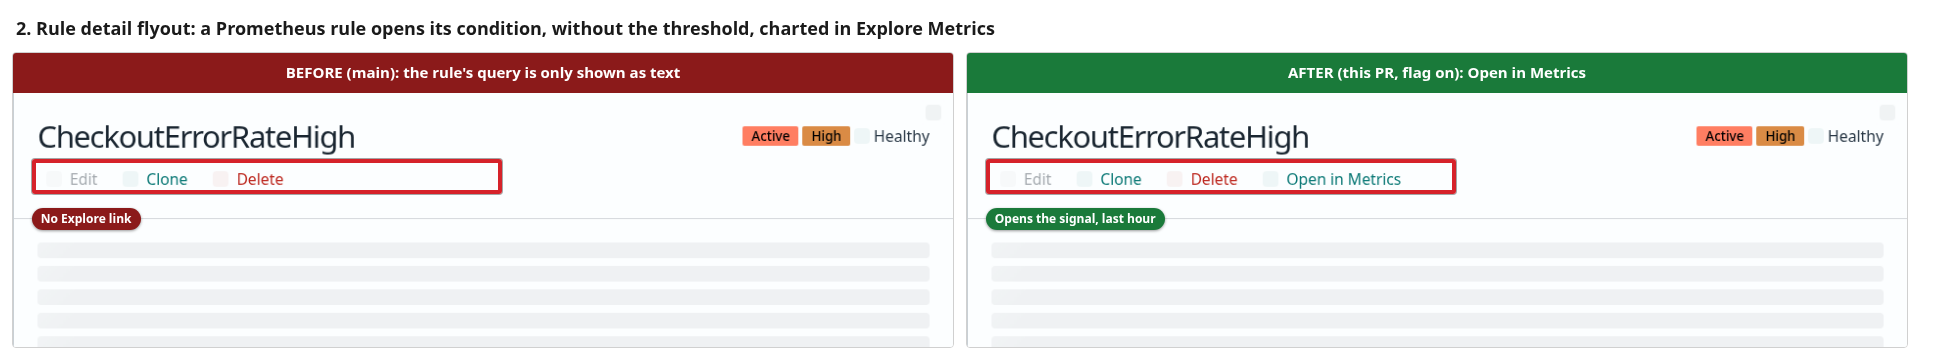 2. Rule detail flyout: a Prometheus rule opens its condition, without the threshold, charted in Explore Metrics
BEFORE (main): the rule's query is only shown as text
CheckoutErrorRateHigh
Active High Healthy
Edit Clone Delete
No Explore link
AFTER (this PR, flag on): Open in Metrics
CheckoutErrorRateHigh
Active High Healthy
Edit Clone Delete Open in Metrics
Opens the signal, last hour